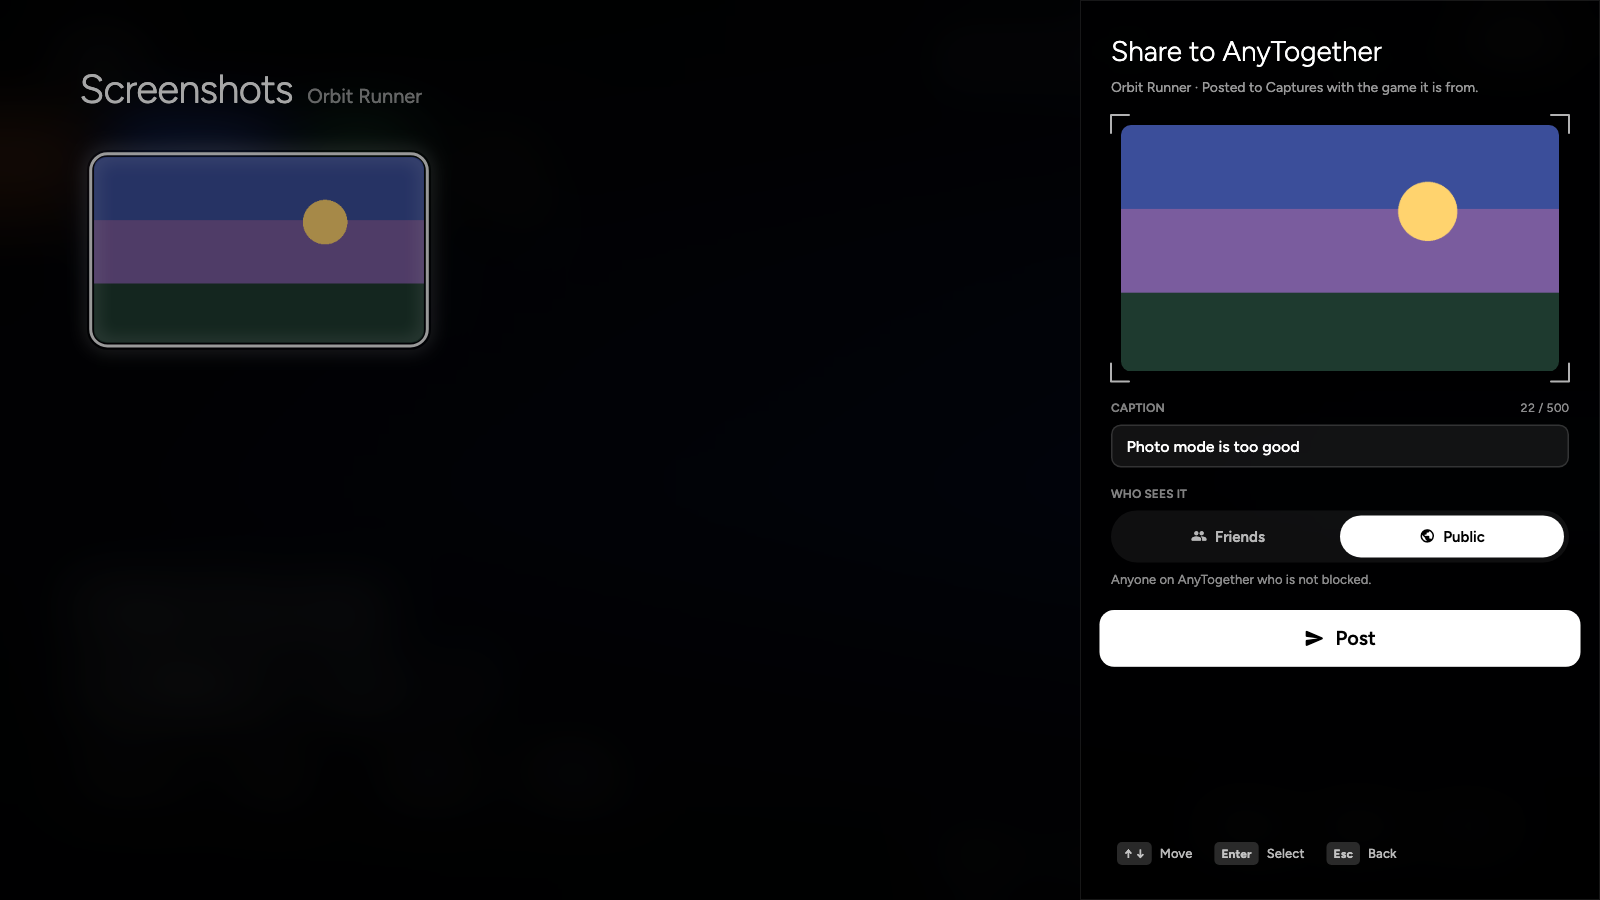 Screenshots Orbit Runner
Share to AnyTogether
Orbit Runner · Posted to Captures with the game it is from.
CAPTION 22 / 500
Photo mode is too good
WHO SEES IT
Friends Public
Anyone on AnyTogether who is not blocked.
Post
↑↓ Move Enter Select Esc Back